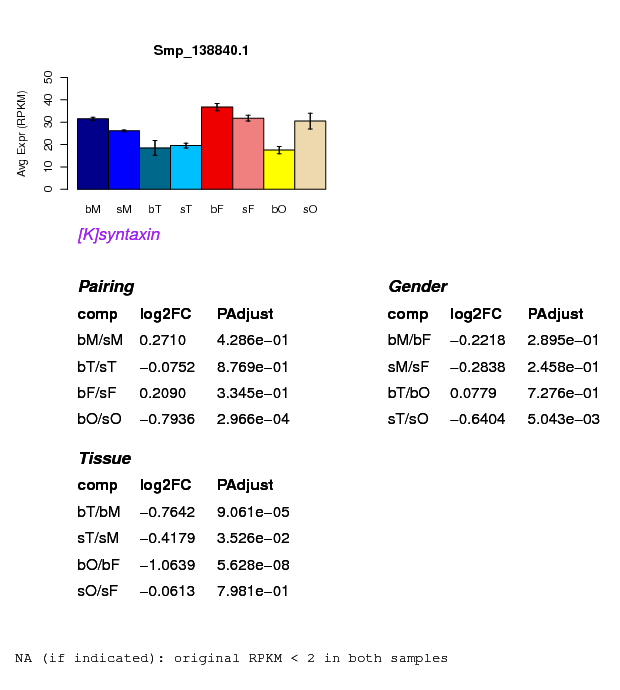 Smp_138840.1
Avg Expr (RPKM)
50
40
30
20
10
0
bM sM bT sT bF sF bO sO
[K]syntaxin
Pairing
comp log2FC PAdjust
bM/sM 0.2710 4.286e−01
bT/sT −0.0752 8.769e−01
bF/sF 0.2090 3.345e−01
bO/sO −0.7936 2.966e−04
Gender
comp log2FC PAdjust
bM/bF −0.2218 2.895e−01
sM/sF −0.2838 2.458e−01
bT/bO 0.0779 7.276e−01
sT/sO −0.6404 5.043e−03
Tissue
comp log2FC PAdjust
bT/bM −0.7642 9.061e−05
sT/sM −0.4179 3.526e−02
bO/bF −1.0639 5.628e−08
sO/sF −0.0613 7.981e−01
NA (if indicated): original RPKM < 2 in both samples